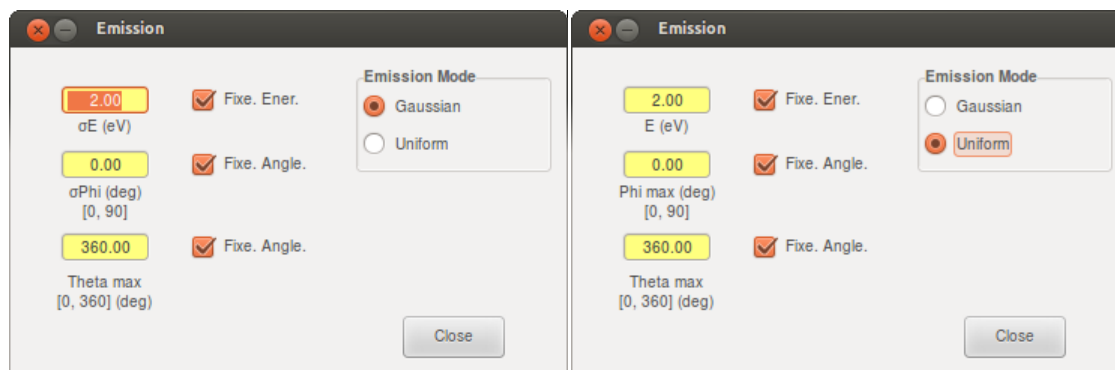 Emission
2.00
σE (eV)
Fixe. Ener.
Emission Mode
Gaussian
Uniform
0.00
σPhi (deg)
[0, 90]
Fixe. Angle.
360.00
Theta max
[0, 360] (deg)
Fixe. Angle.
Close
Emission
2.00
E (eV)
Fixe. Ener.
Emission Mode
Gaussian
Uniform
0.00
Phi max (deg)
[0, 90]
Fixe. Angle.
360.00
Theta max
[0, 360] (deg)
Fixe. Angle.
Close